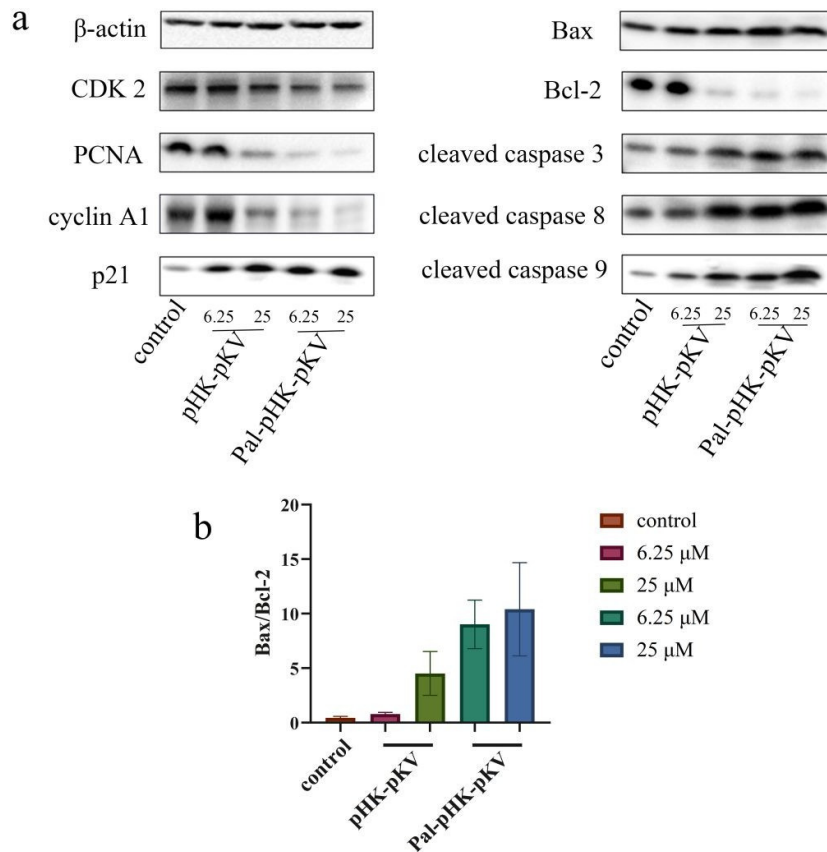 a
β-actin
CDK 2
PCNA
cyclin A1
p21
control
6.25 25
pHK-pKV
6.25 25
Pal-pHK-pKV
Bax
Bcl-2
cleaved caspase 3
cleaved caspase 8
cleaved caspase 9
control
6.25 25
pHK-pKV
6.25 25
Pal-pHK-pKV
b
Bax/Bcl-2
20
15
10
5
0
control
pHK-pKV
Pal-pHK-pKV
control
6.25 μM
25 μM
6.25 μM
25 μM